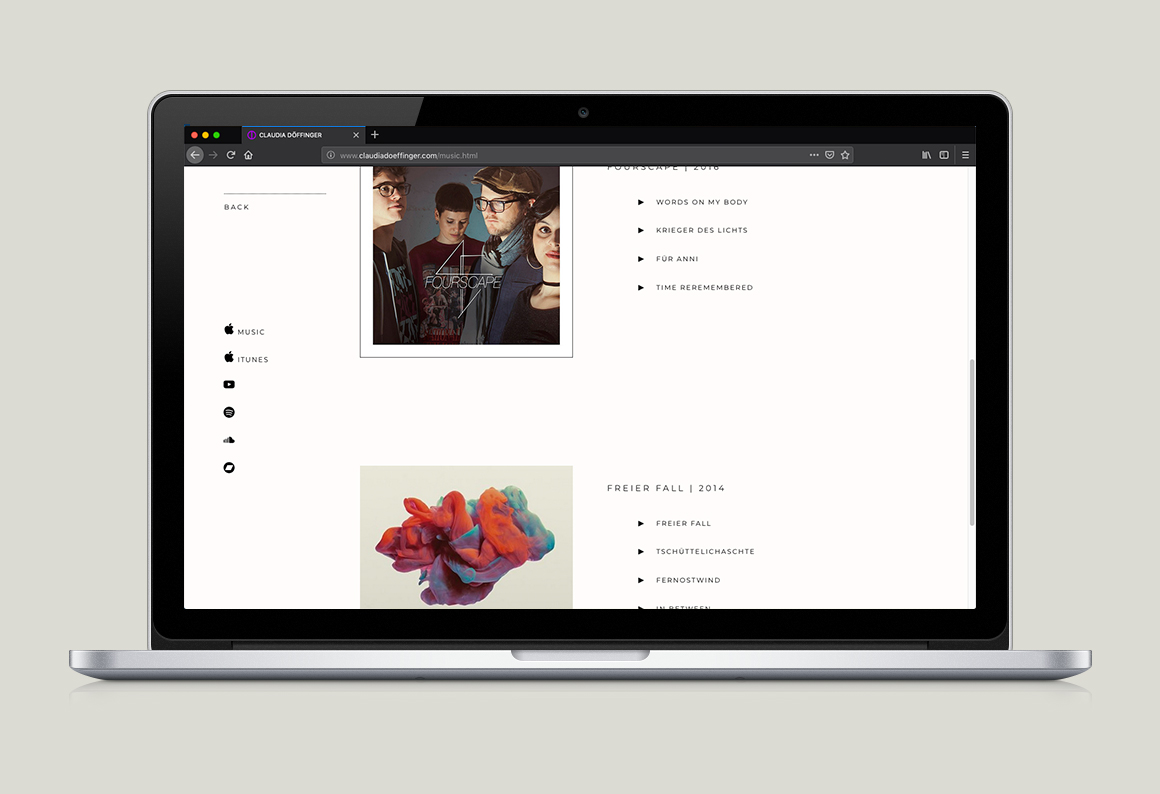 CLAUDIA DÖFFINGER
www.claudiadoeffinger.com/music.html
BACK
MUSIC
ITUNES
FOURSCAPE
FOURSCAPE | 2016
WORDS ON MY BODY
KRIEGER DES LICHTS
FÜR ANNI
TIME REREMEMBERED
FREIER FALL | 2014
FREIER FALL
TSCHÜTTELICHASCHTE
FERNOSTWIND
IN BETWEEN